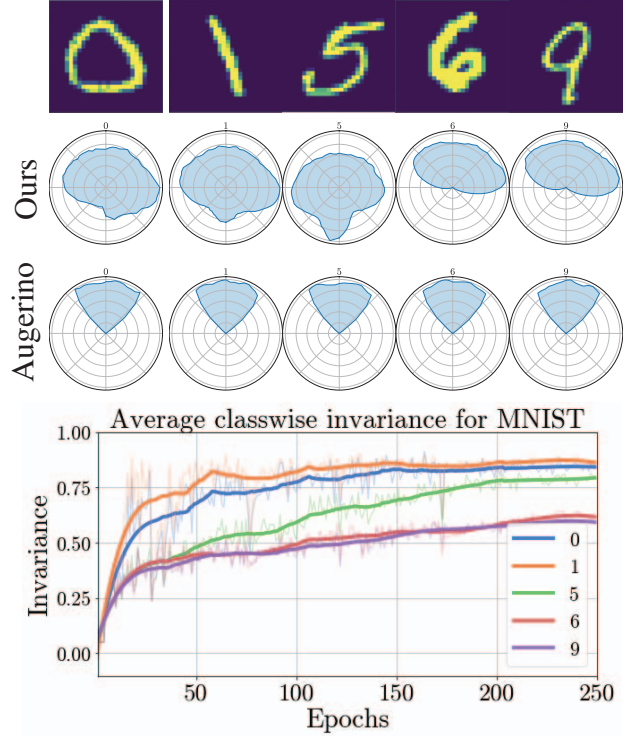 0 1 5 6 9
Ours
0 1 5 6 9
Augerino
Average classwise invariance for MNIST
1.00
0.75
0.50
0.25
0.00
Invariance
50 100 150 200 250
Epochs
0
1
5
6
9